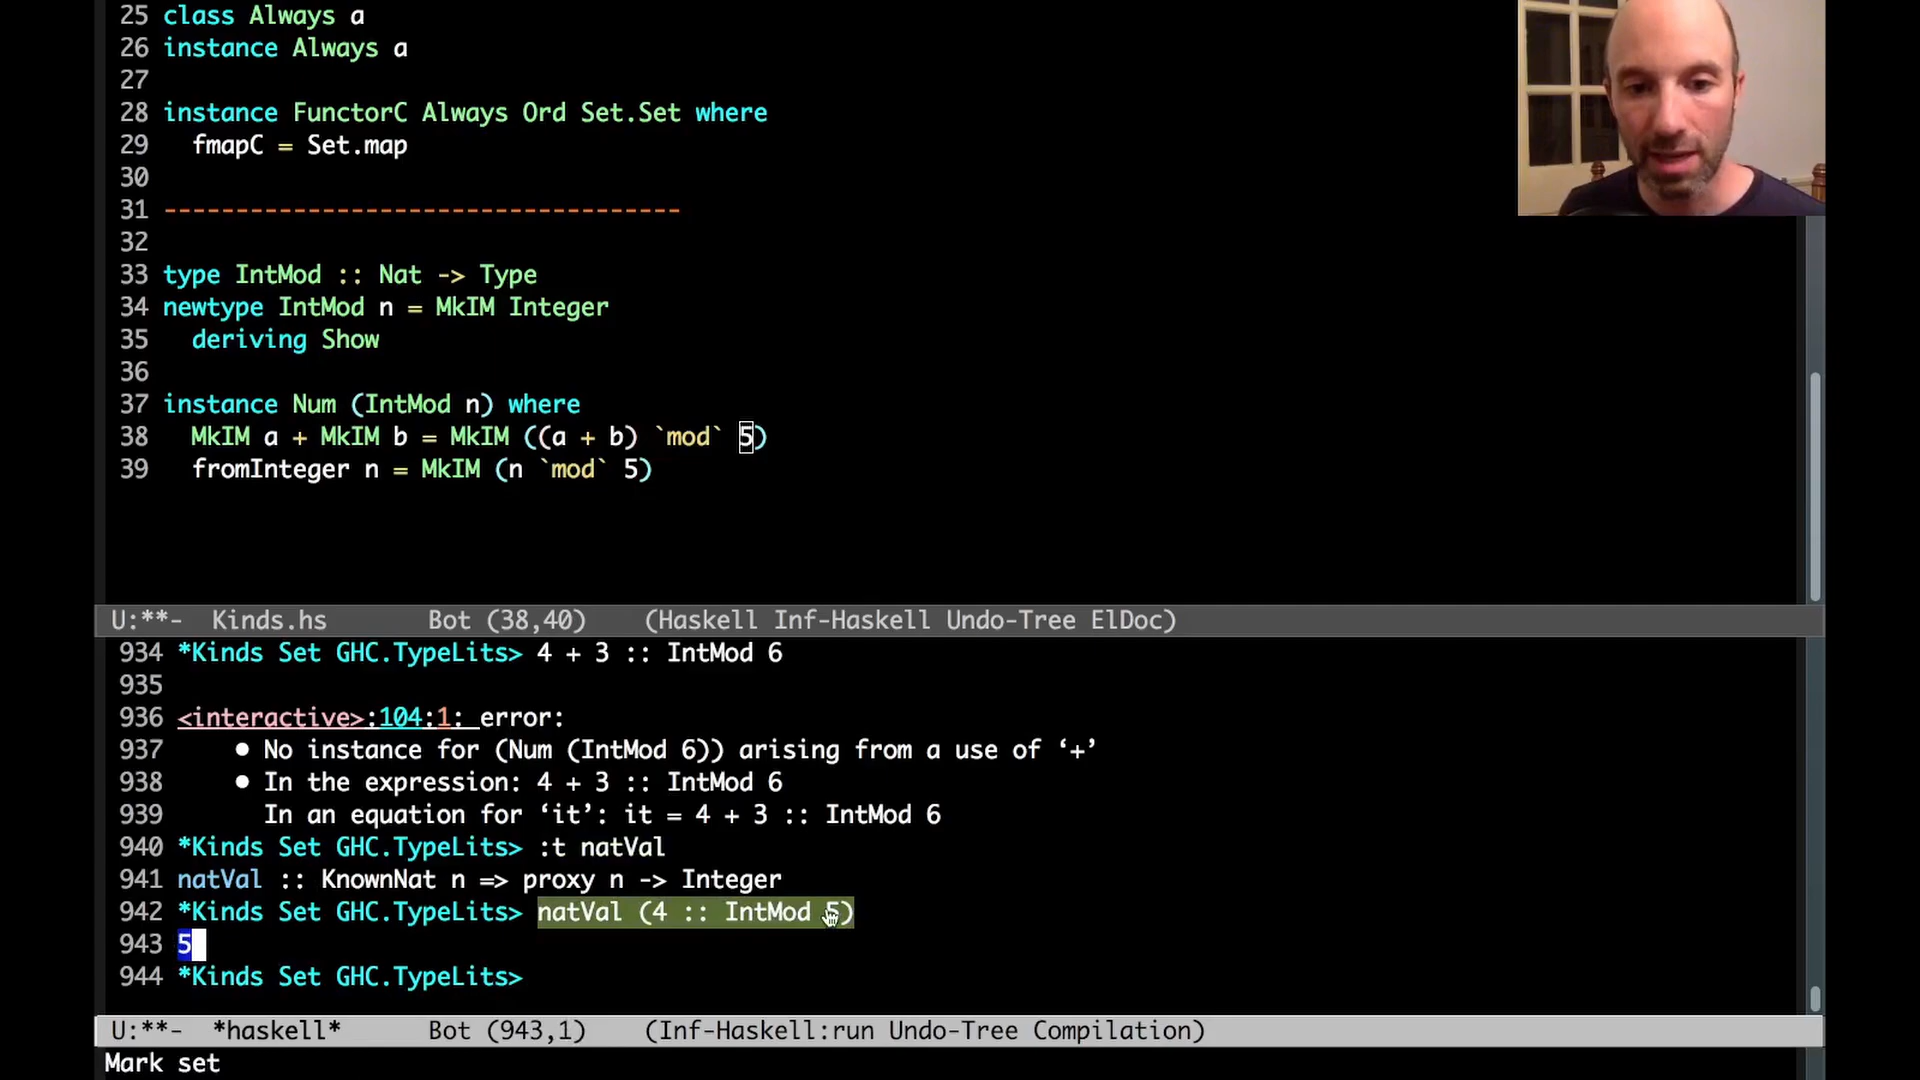 25 class Always a
26 instance Always a
27
28 instance FunctorC Always Ord Set.Set where
29   fmapC = Set.map
30
31 ------------------------------------
32
33 type IntMod :: Nat -> Type
34 newtype IntMod n = MkIM Integer
35   deriving Show
36
37 instance Num (IntMod n) where
38   MkIM a + MkIM b = MkIM ((a + b) `mod` 5)
39   fromInteger n = MkIM (n `mod` 5)
U:**-  Kinds.hs       Bot (38,40)    (Haskell Inf-Haskell Undo-Tree ElDoc)
934 *Kinds Set GHC.TypeLits> 4 + 3 :: IntMod 6
935
936 <interactive>:104:1: error:
937     • No instance for (Num (IntMod 6)) arising from a use of ‘+’
938     • In the expression: 4 + 3 :: IntMod 6
939       In an equation for ‘it’: it = 4 + 3 :: IntMod 6
940 *Kinds Set GHC.TypeLits> :t natVal
941 natVal :: KnownNat n => proxy n -> Integer
942 *Kinds Set GHC.TypeLits> natVal (4 :: IntMod 5)
943 5
944 *Kinds Set GHC.TypeLits>
U:**-  *haskell*      Bot (943,1)    (Inf-Haskell:run Undo-Tree Compilation)
Mark set